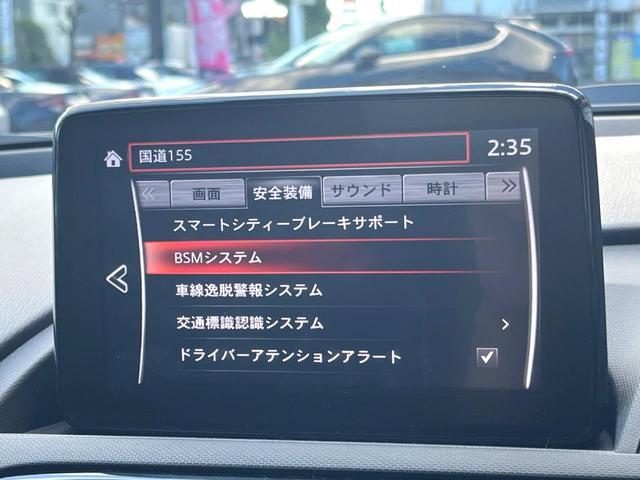 国道155
2:35
画面 安全装備 サウンド 時計
スマートシティーブレーキサポート
BSMシステム
車線逸脱警報システム
交通標識認識システム
ドライバーアテンションアラート